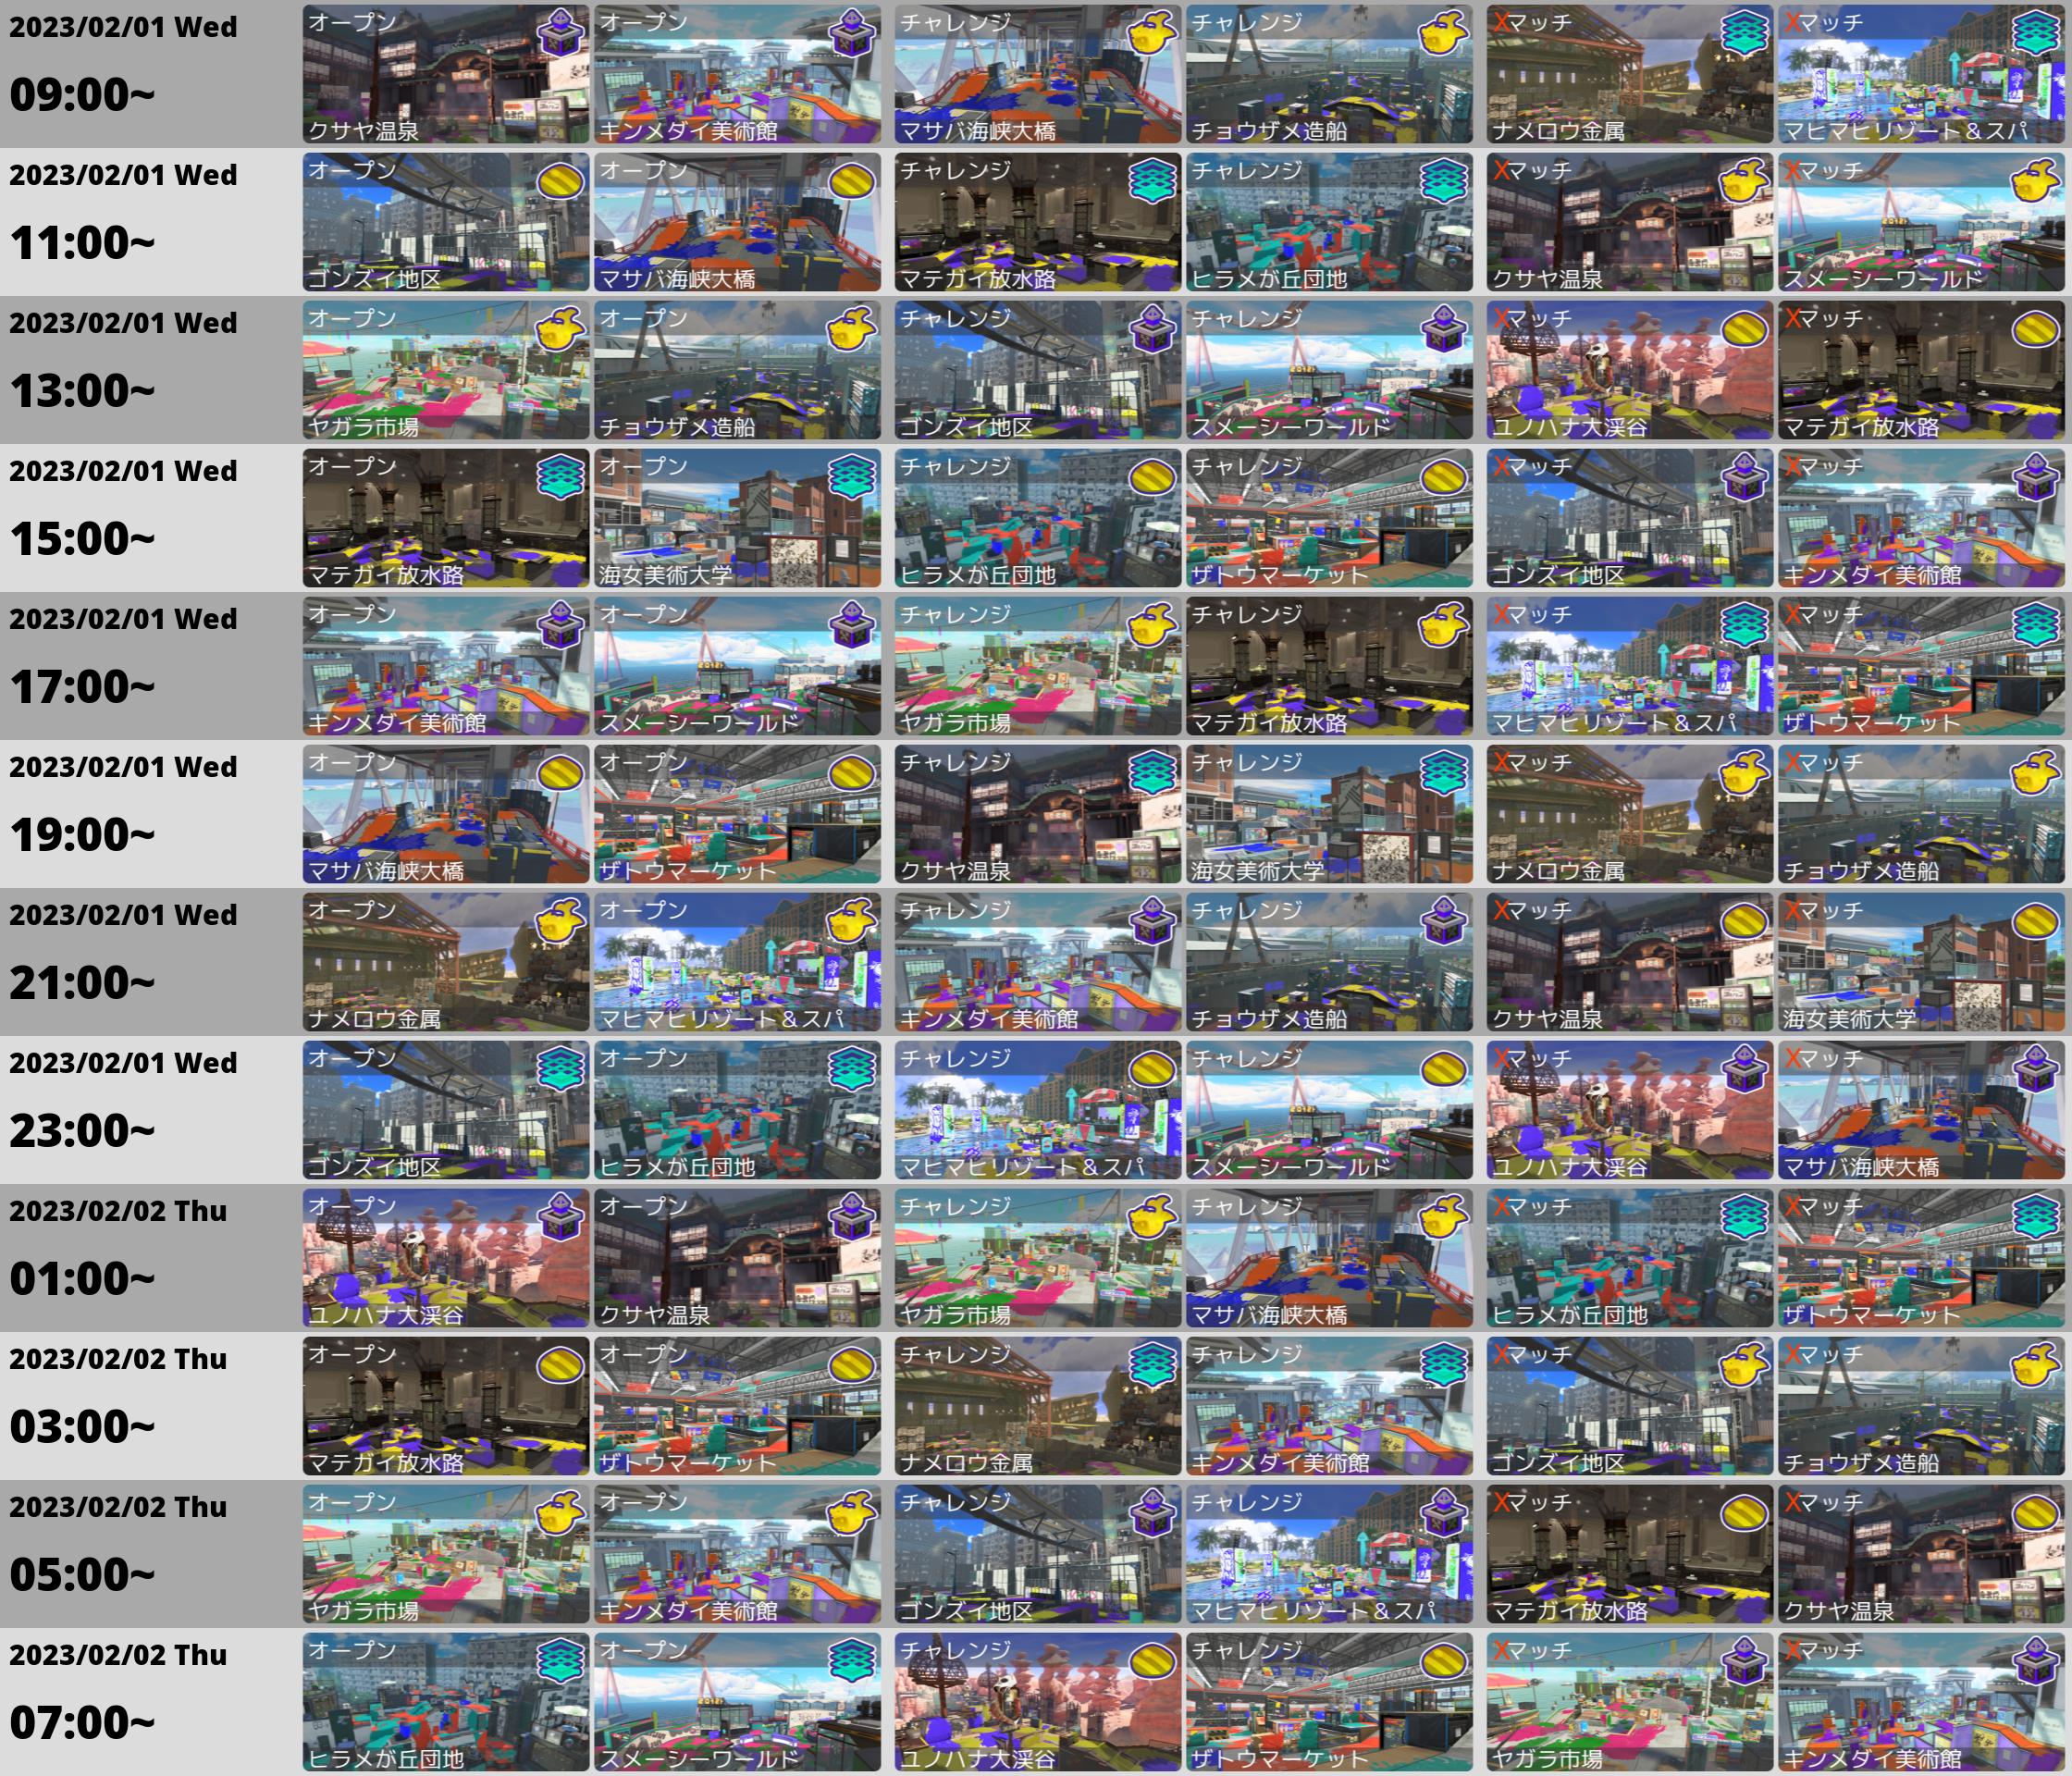 2023/02/01 Wed
09:00~
オープン オープン チャレンジ チャレンジ Xマッチ Xマッチ
クサヤ温泉 キンメダイ美術館 マサバ海峡大橋 チョウザメ造船 ナメロウ金属 マヒマヒリゾート＆スパ
2023/02/01 Wed
11:00~
オープン オープン チャレンジ チャレンジ Xマッチ Xマッチ
ゴンズイ地区 マサバ海峡大橋 マテガイ放水路 ヒラメが丘団地 クサヤ温泉 スメーシーワールド
2023/02/01 Wed
13:00~
オープン オープン チャレンジ チャレンジ Xマッチ Xマッチ
ヤガラ市場 チョウザメ造船 ゴンズイ地区 スメーシーワールド ユノハナ大渓谷 マテガイ放水路
2023/02/01 Wed
15:00~
オープン オープン チャレンジ チャレンジ Xマッチ Xマッチ
マテガイ放水路 海女美術大学 ヒラメが丘団地 ザトウマーケット ゴンズイ地区 キンメダイ美術館
2023/02/01 Wed
17:00~
オープン オープン チャレンジ チャレンジ Xマッチ Xマッチ
キンメダイ美術館 スメーシーワールド ヤガラ市場 マテガイ放水路 マヒマヒリゾート＆スパ ザトウマーケット
2023/02/01 Wed
19:00~
オープン オープン チャレンジ チャレンジ Xマッチ Xマッチ
マサバ海峡大橋 ザトウマーケット クサヤ温泉 海女美術大学 ナメロウ金属 チョウザメ造船
2023/02/01 Wed
21:00~
オープン オープン チャレンジ チャレンジ Xマッチ Xマッチ
ナメロウ金属 マヒマヒリゾート＆スパ キンメダイ美術館 チョウザメ造船 クサヤ温泉 海女美術大学
2023/02/01 Wed
23:00~
オープン オープン チャレンジ チャレンジ Xマッチ Xマッチ
ゴンズイ地区 ヒラメが丘団地 マヒマヒリゾート＆スパ スメーシーワールド ユノハナ大渓谷 マサバ海峡大橋
2023/02/02 Thu
01:00~
オープン オープン チャレンジ チャレンジ Xマッチ Xマッチ
ユノハナ大渓谷 クサヤ温泉 ヤガラ市場 マサバ海峡大橋 ヒラメが丘団地 ザトウマーケット
2023/02/02 Thu
03:00~
オープン オープン チャレンジ チャレンジ Xマッチ Xマッチ
マテガイ放水路 ザトウマーケット ナメロウ金属 キンメダイ美術館 ゴンズイ地区 チョウザメ造船
2023/02/02 Thu
05:00~
オープン オープン チャレンジ チャレンジ Xマッチ Xマッチ
ヤガラ市場 キンメダイ美術館 ゴンズイ地区 マヒマヒリゾート＆スパ マテガイ放水路 クサヤ温泉
2023/02/02 Thu
07:00~
オープン オープン チャレンジ チャレンジ Xマッチ Xマッチ
ヒラメが丘団地 スメーシーワールド ユノハナ大渓谷 ザトウマーケット ヤガラ市場 キンメダイ美術館